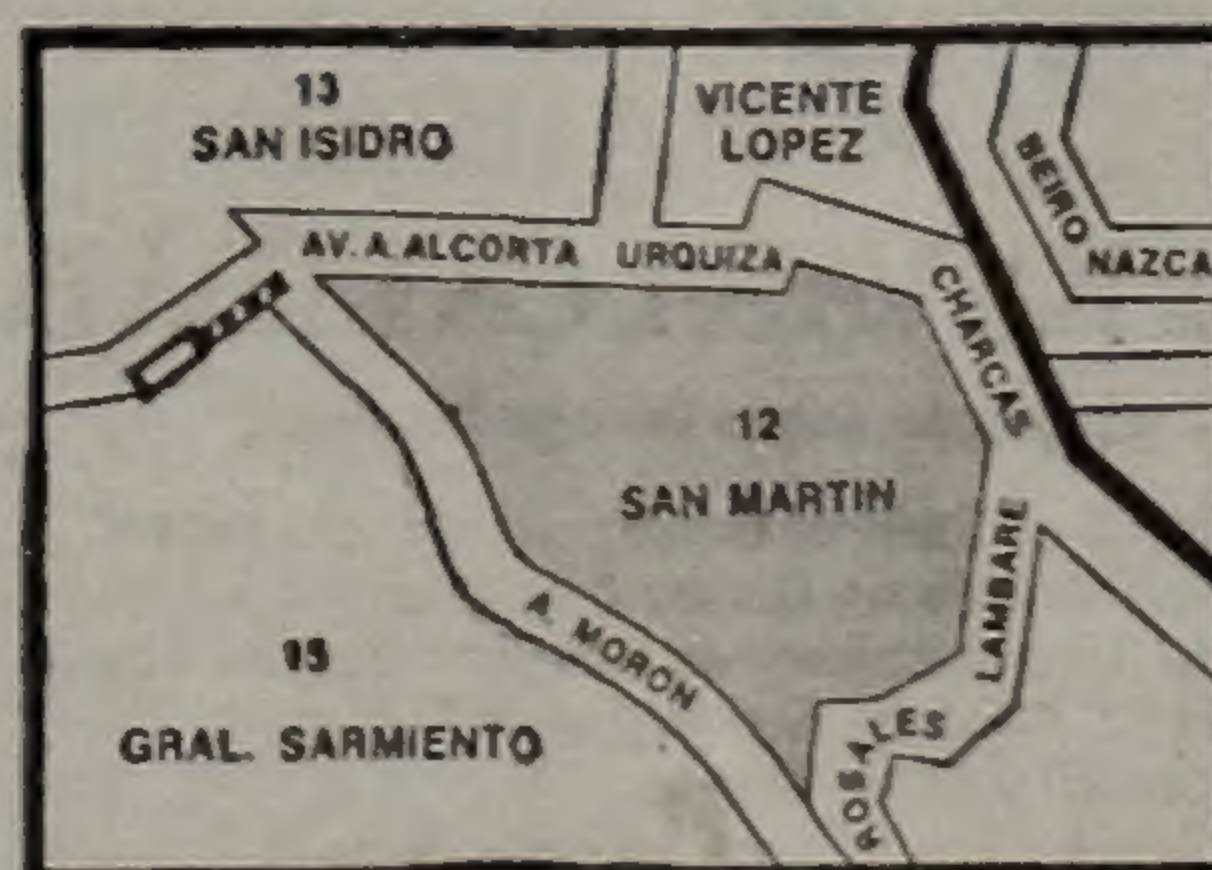 13
SAN ISIDRO
VICENTE
LOPEZ
BEIRO
NAZCA
AV. A. ALCORTA URQUIZA
CHARCAS
12
SAN MARTIN
LAMBARE
A. MORON
15
GRAL. SARMIENTO
ROSALES